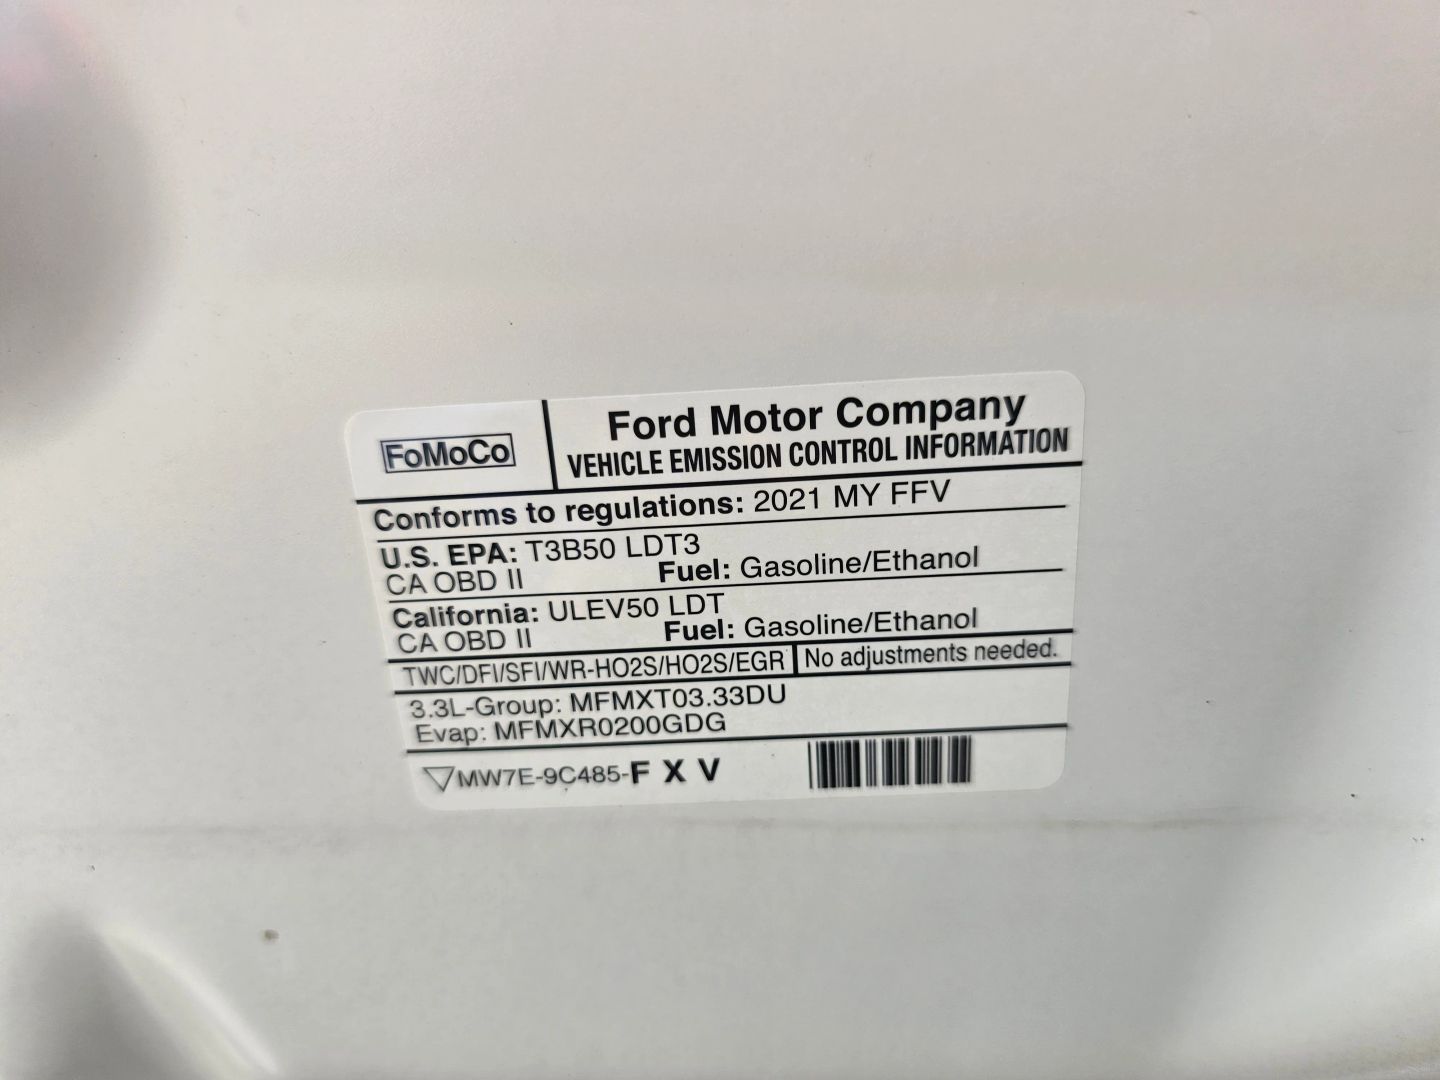 FoMoCo
Ford Motor Company
VEHICLE EMISSION CONTROL INFORMATION
Conforms to regulations: 2021 MY FFV
U.S. EPA: T3B50 LDT3
CA OBD II Fuel: Gasoline/Ethanol
California: ULEV50 LDT
CA OBD II Fuel: Gasoline/Ethanol
TWC/DFI/SFI/WR-HO2S/HO2S/EGR No adjustments needed.
3.3L-Group: MFMXT03.33DU
Evap: MFMXR0200GDG
MW7E-9C485-F X V